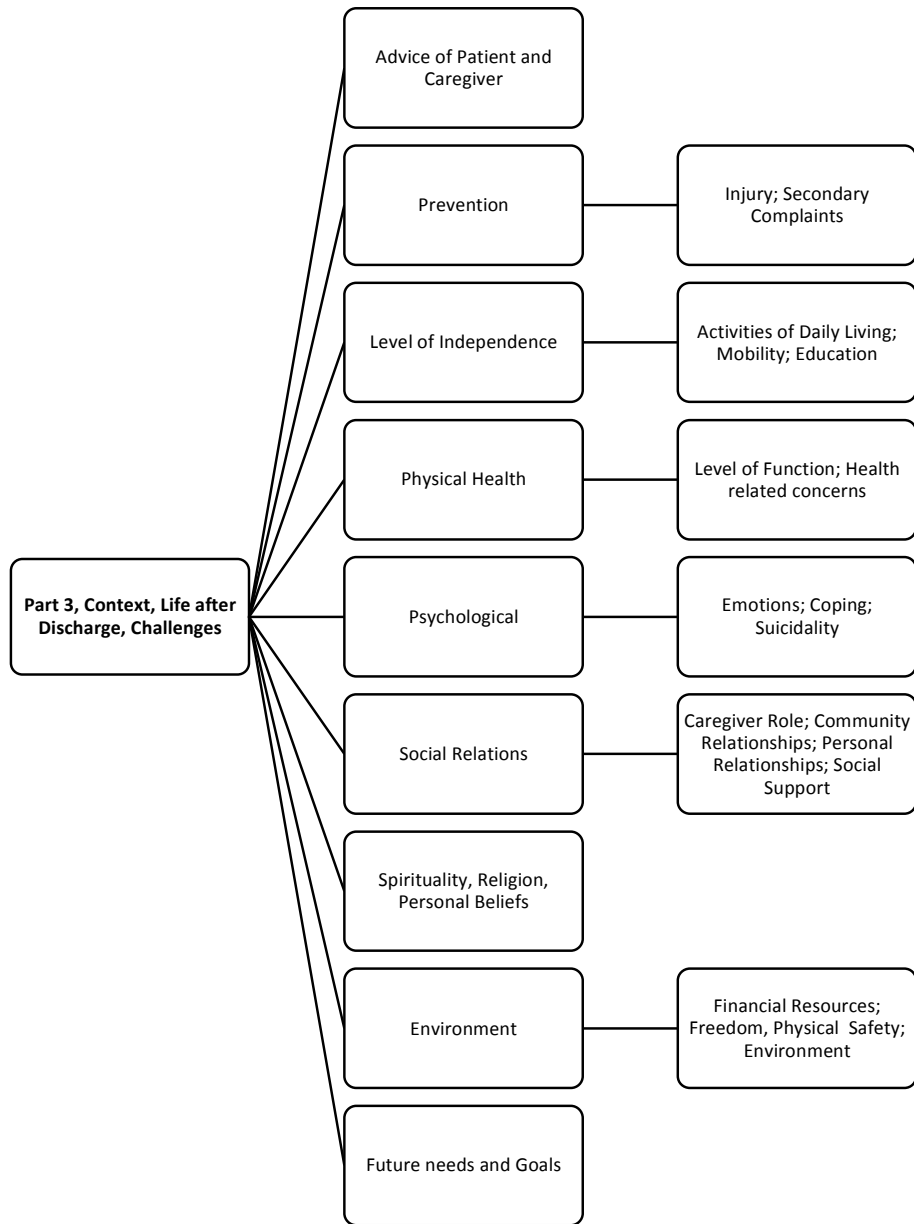 Advice of Patient and
Caregiver
Prevention
Injury; Secondary
Complaints
Level of Independence
Activities of Daily Living;
Mobility; Education
Physical Health
Level of Function; Health
related concerns
Part 3, Context, Life after
Discharge, Challenges
Psychological
Emotions; Coping;
Suicidality
Social Relations
Caregiver Role; Community
Relationships; Personal
Relationships; Social
Support
Spirituality, Religion,
Personal Beliefs
Environment
Financial Resources;
Freedom, Physical Safety;
Environment
Future needs and Goals